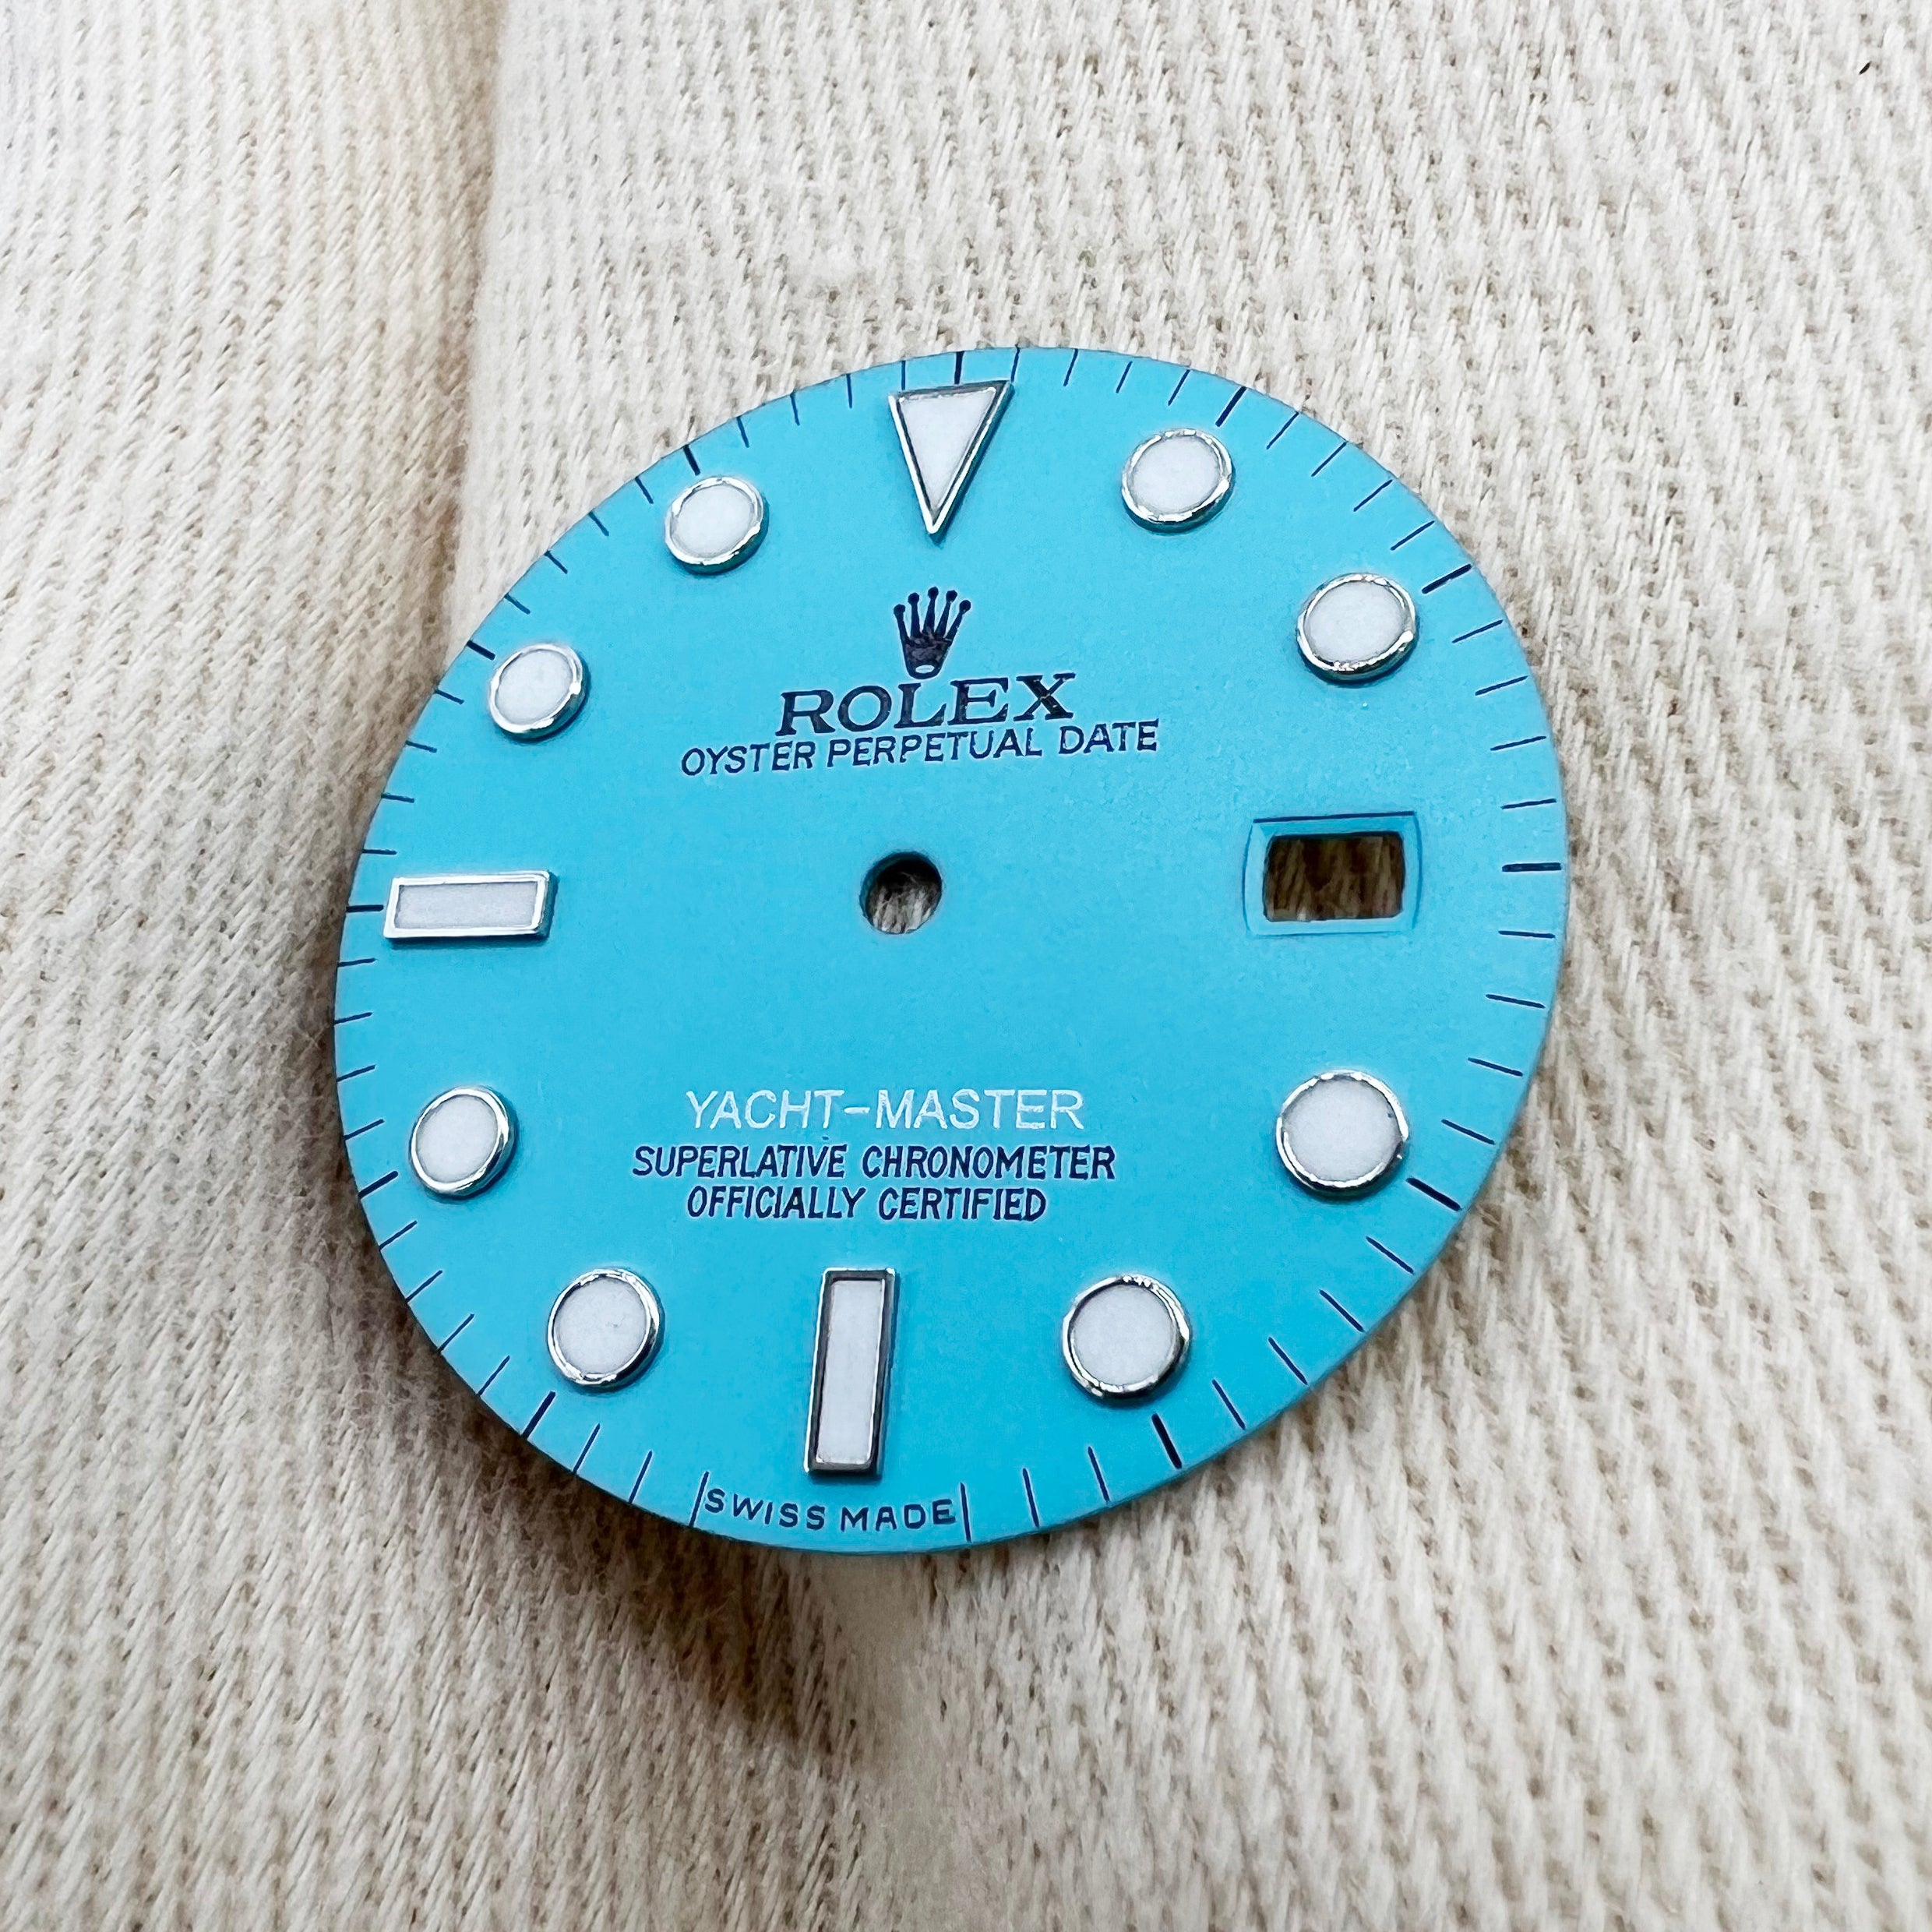 ROLEX
OYSTER PERPETUAL DATE
YACHT-MASTER
SUPERLATIVE CHRONOMETER
OFFICIALLY CERTIFIED
SWISS MADE